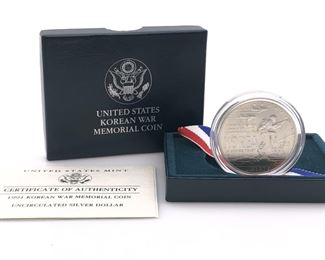 UNITED STATES
KOREAN WAR
MEMORIAL COIN
UNITED STATES MINT
CERTIFICATE OF AUTHENTICITY
1991 KOREAN WAR MEMORIAL COIN
UNCIRCULATED SILVER DOLLAR